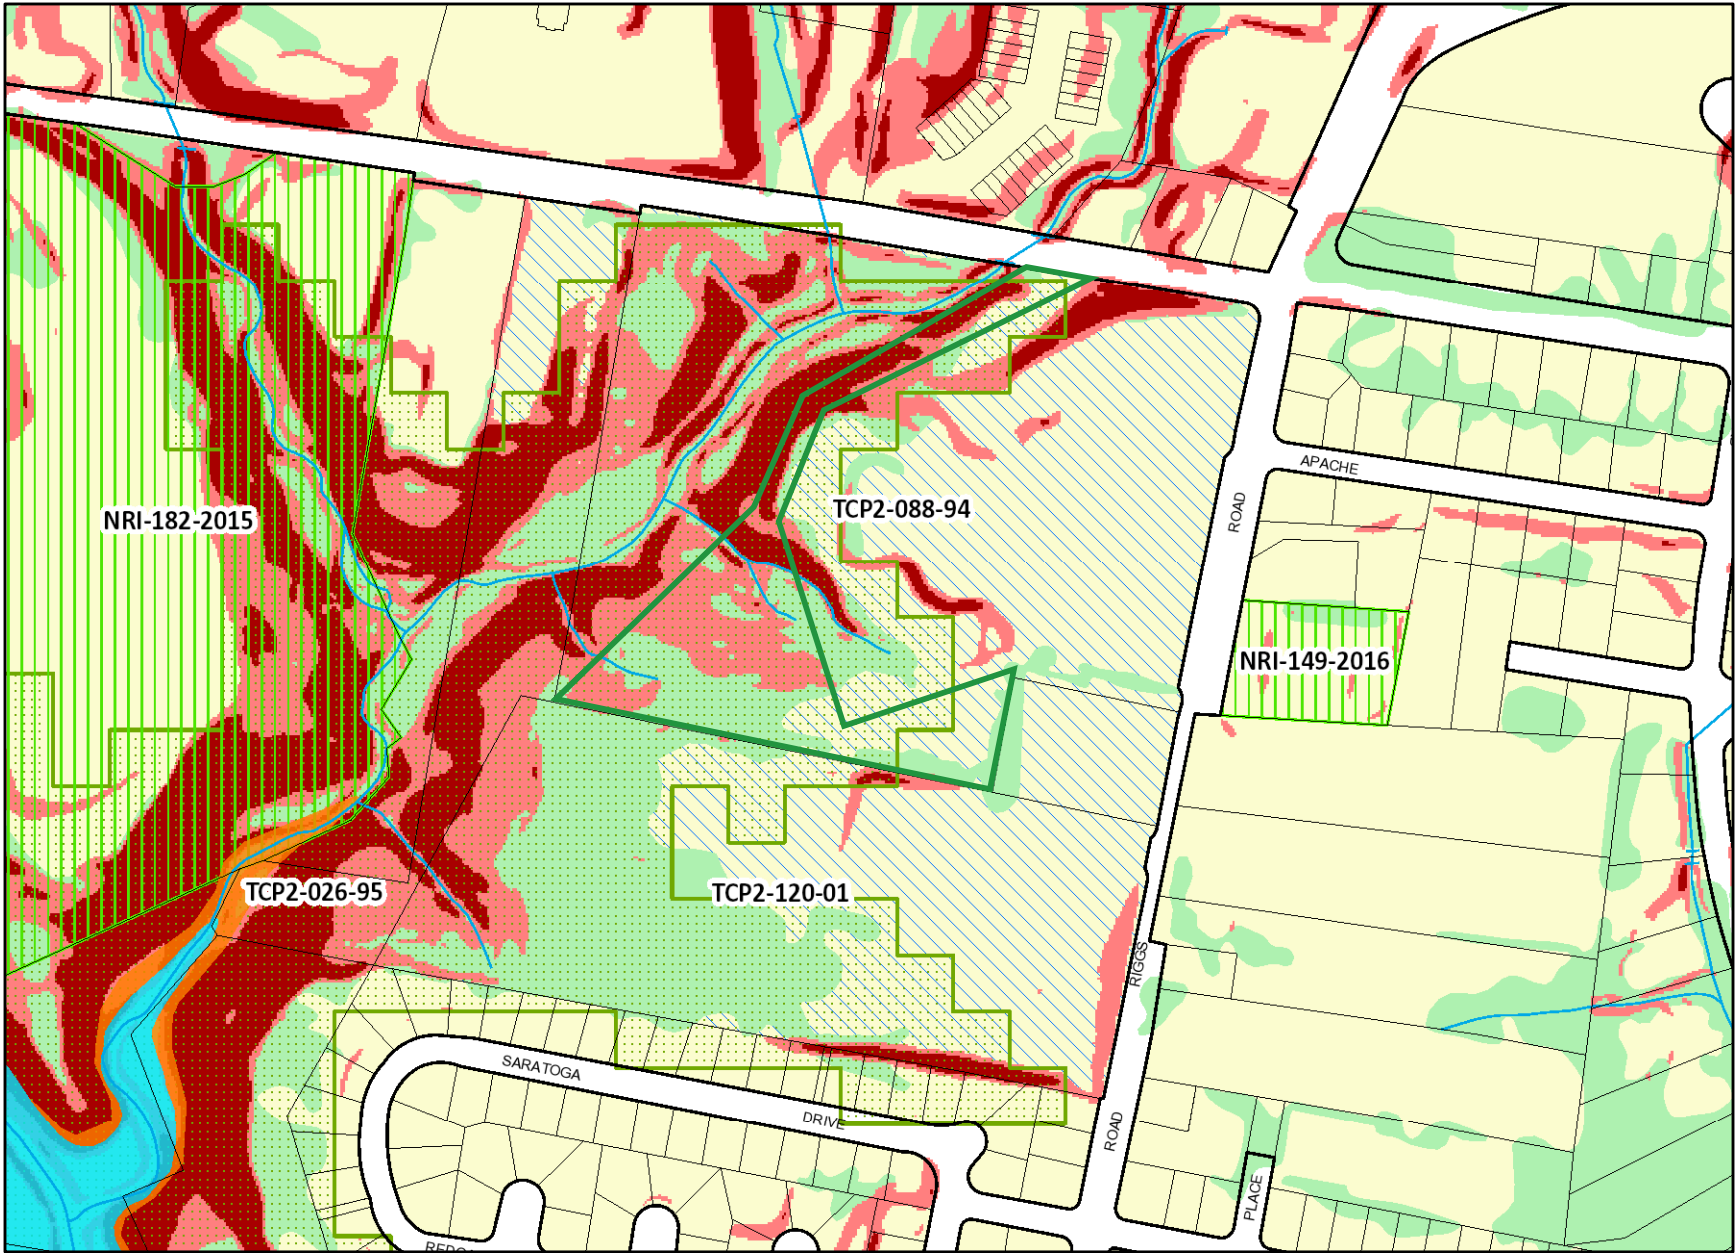 APACHE
ROAD
NRI-182-2015
TCP2-088-94
NRI-149-2016
TCP2-026-95
TCP2-120-01
RIGGS
SARATOGA
DRIVE
ROAD
PLACE